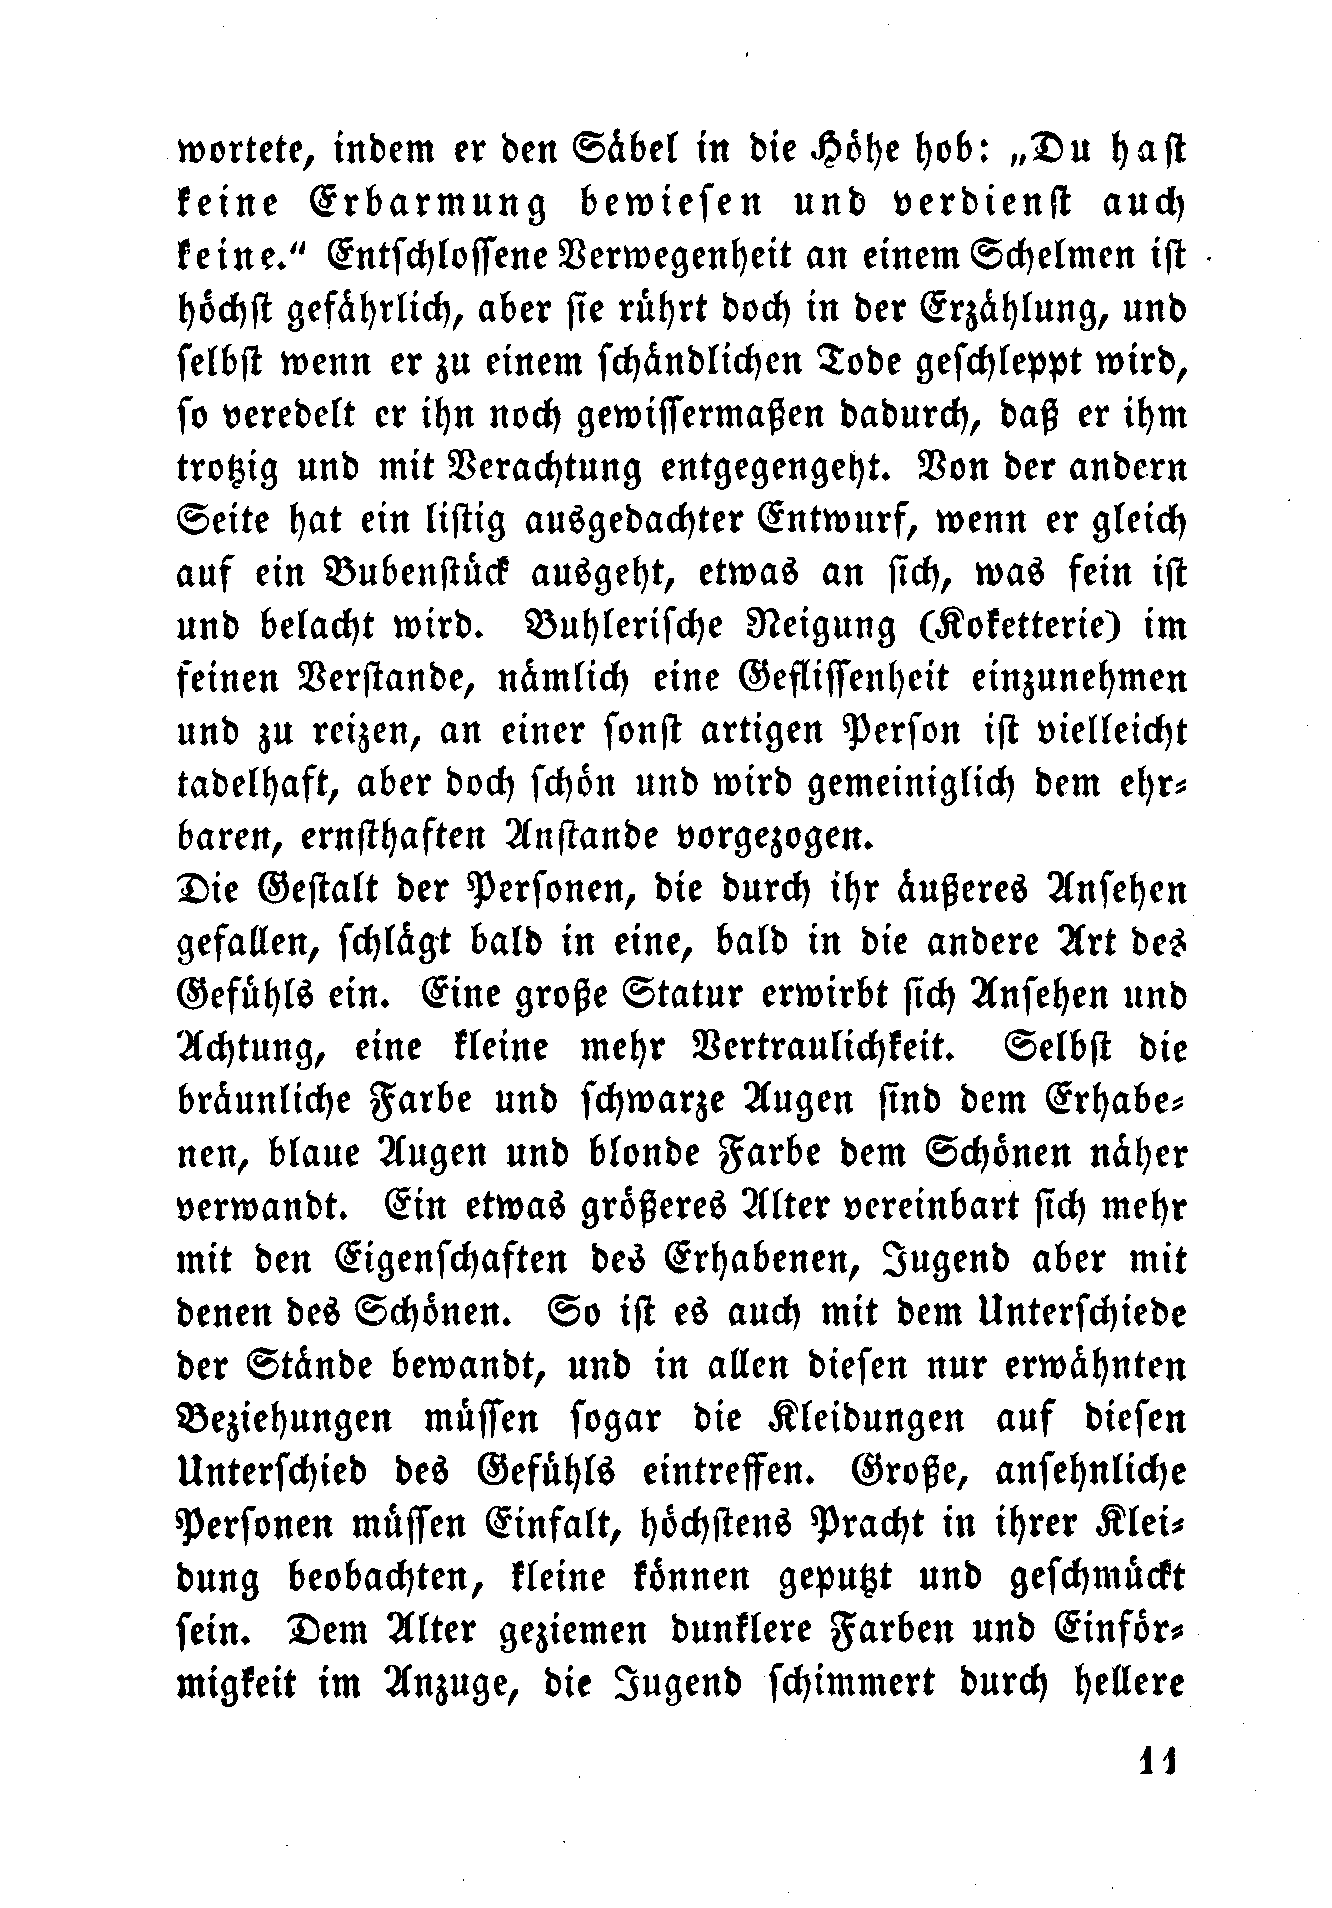 wortete, indem er den Säbel in die Höhe hob: „Du hast
keine Erbarmung bewiesen und verdienst auch
keine.“ Entschlossene Verwegenheit an einem Schelmen ist
höchst gefährlich, aber sie rührt doch in der Erzählung, und
selbst wenn er zu einem schändlichen Tode geschleppt wird,
so veredelt er ihn noch gewissermaßen dadurch, daß er ihm
trotzig und mit Verachtung entgegengeht. Von der andern
Seite hat ein listig ausgedachter Entwurf, wenn er gleich
auf ein Bubenstück ausgeht, etwas an sich, was fein ist
und belacht wird. Buhlerische Neigung (Koketterie) im
feinen Verstande, nämlich eine Geflissenheit einzunehmen
und zu reizen, an einer sonst artigen Person ist vielleicht
tadelhaft, aber doch schön und wird gemeiniglich dem ehr-
baren, ernsthaften Anstande vorgezogen.
Die Gestalt der Personen, die durch ihr äußeres Ansehen
gefallen, schlägt bald in eine, bald in die andere Art des
Gefühls ein. Eine große Statur erwirbt sich Ansehen und
Achtung, eine kleine mehr Vertraulichkeit. Selbst die
bräunliche Farbe und schwarze Augen sind dem Erhabe-
nen, blaue Augen und blonde Farbe dem Schönen näher
verwandt. Ein etwas größeres Alter vereinbart sich mehr
mit den Eigenschaften des Erhabenen, Jugend aber mit
denen des Schönen. So ist es auch mit dem Unterschiede
der Stände bewandt, und in allen diesen nur erwähnten
Beziehungen müssen sogar die Kleidungen auf diesen
Unterschied des Gefühls eintreffen. Große, ansehnliche
Personen müssen Einfalt, höchstens Pracht in ihrer Klei-
dung beobachten, kleine können geputzt und geschmückt
sein. Dem Alter geziemen dunklere Farben und Einför-
migkeit im Anzuge, die Jugend schimmert durch hellere
11